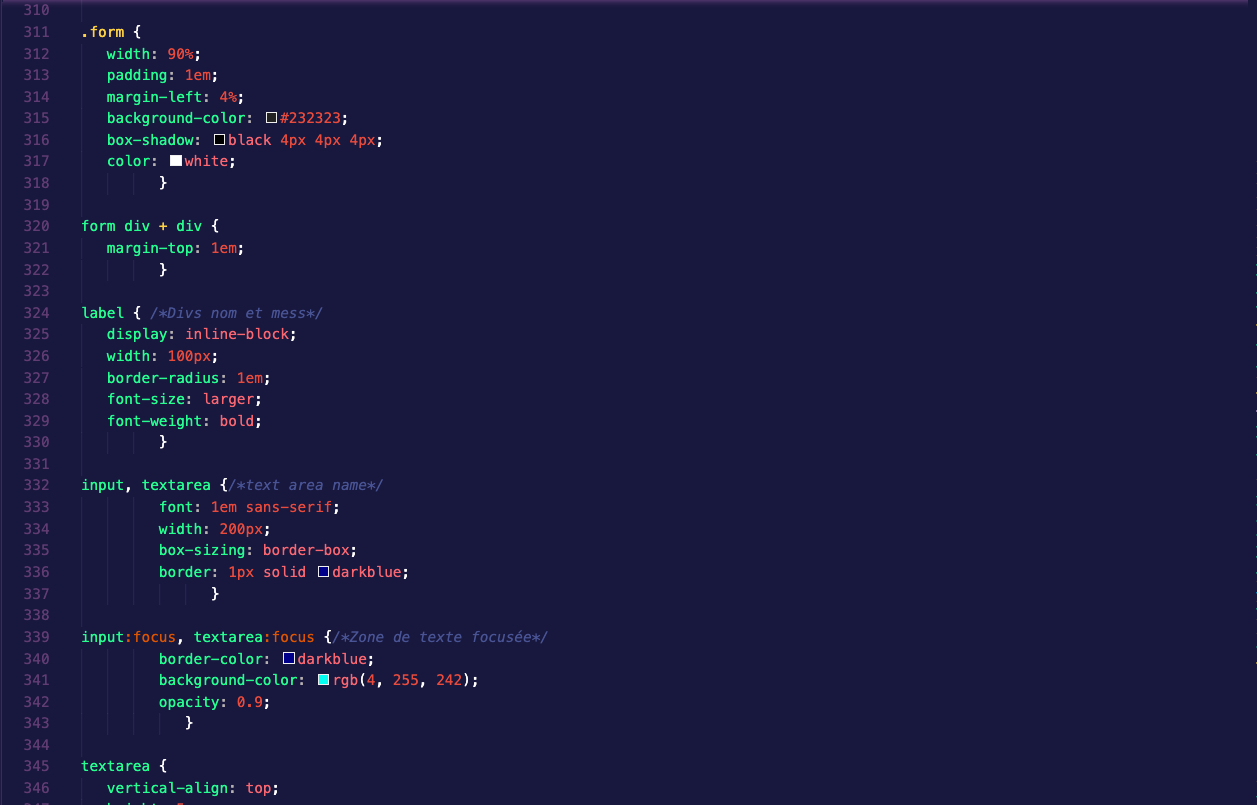 310
311 .form {
312 width: 90%;
313 padding: 1em;
314 margin-left: 4%;
315 background-color: #232323;
316 box-shadow: black 4px 4px 4px;
317 color: white;
318 }
319
320 form div + div {
321 margin-top: 1em;
322 }
323
324 label { /*Divs nom et mess*/
325 display: inline-block;
326 width: 100px;
327 border-radius: 1em;
328 font-size: larger;
329 font-weight: bold;
330 }
331
332 input, textarea {/*text area name*/
333 font: 1em sans-serif;
334 width: 200px;
335 box-sizing: border-box;
336 border: 1px solid darkblue;
337 }
338
339 input:focus, textarea:focus {/*Zone de texte focusée*/
340 border-color: darkblue;
341 background-color: rgb(4, 255, 242);
342 opacity: 0.9;
343 }
344
345 textarea {
346 vertical-align: top;